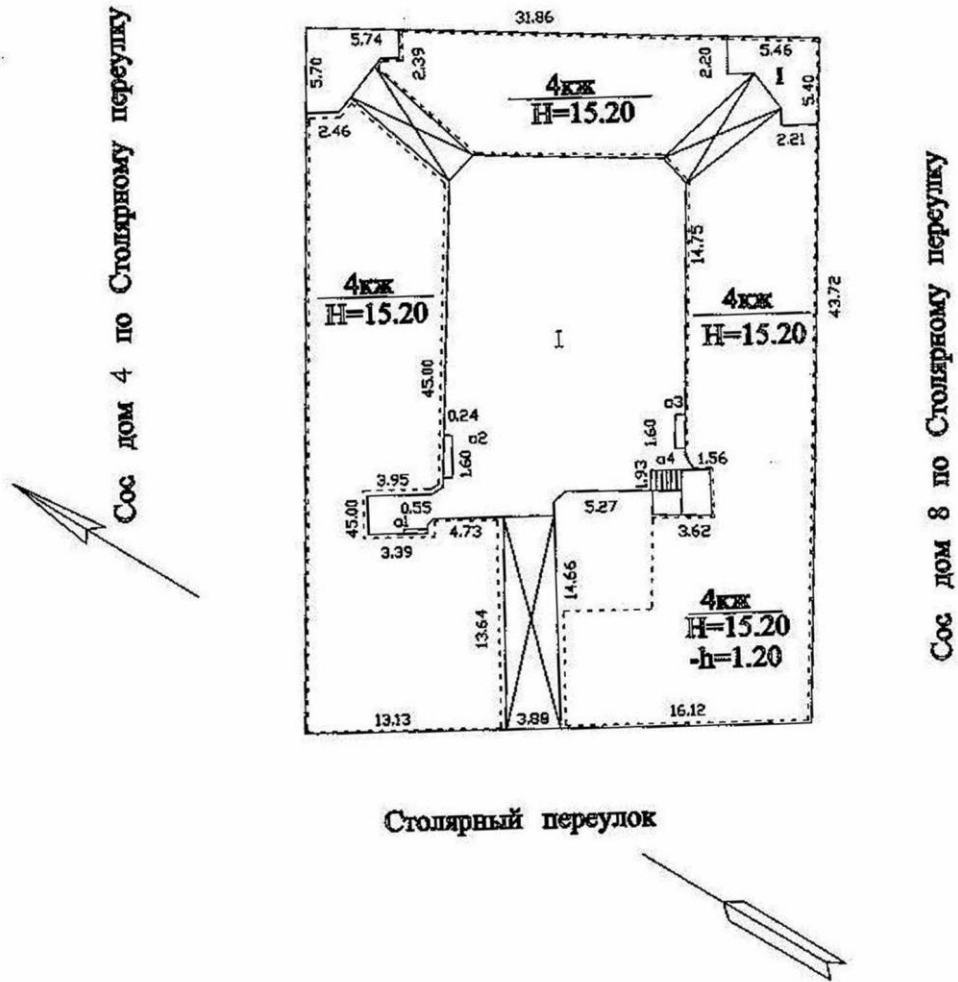 31.86
5.74
5.46
5.70
2.39
2.20
I
5.40
4кж
H=15.20
2.46
2.21
14.75
4кж
H=15.20
4кж
H=15.20
43.72
I
45.00
0.24
а2
1.60
а3
1.60
а4
1.93
1.56
3.95
45.00
0.55
а1
3.39
4.73
5.27
3.62
14.66
13.64
4кж
H=15.20
-h=1.20
13.13
3.88
16.12
Сос дом 4 по Столярному переулку
Сос дом 8 по Столярному переулку
Столярный переулок